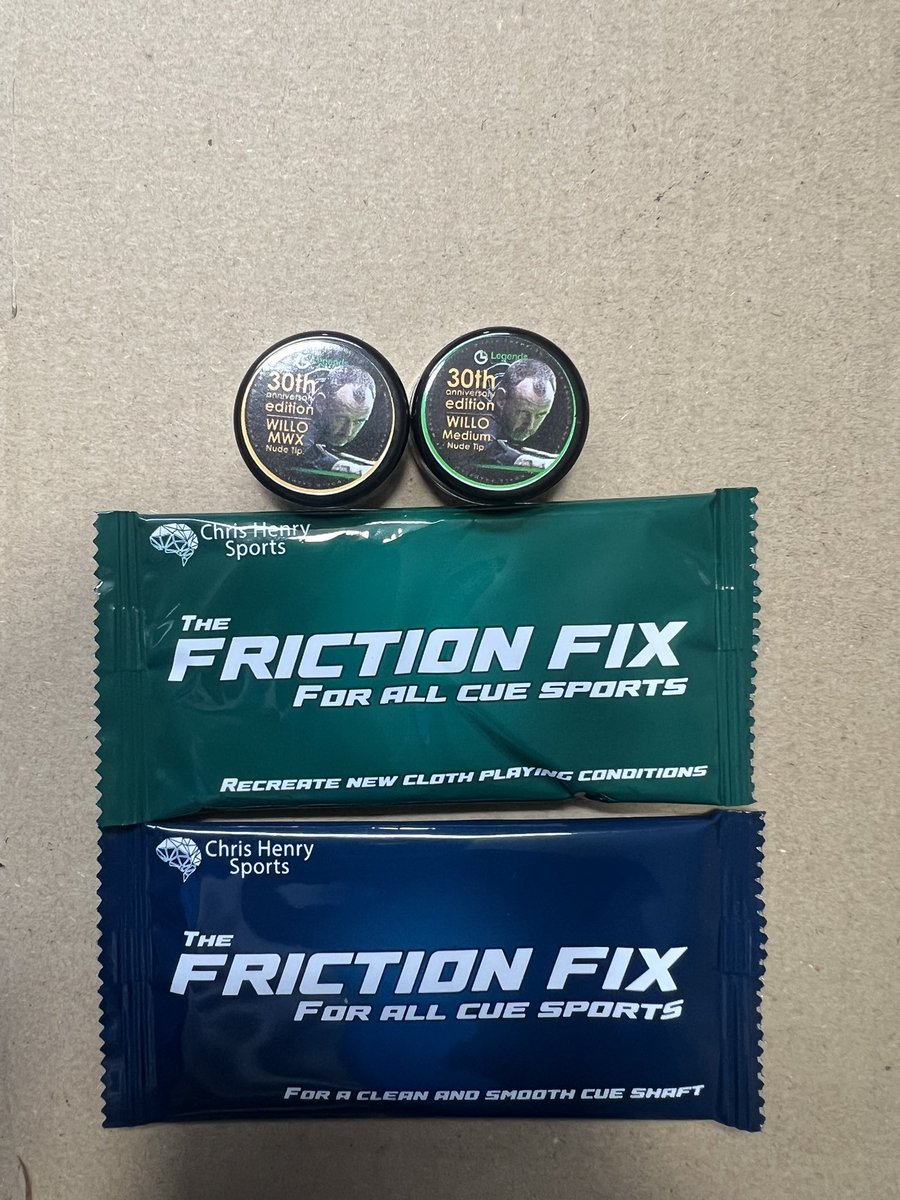 Legends
30th
anniversary
edition
WILLO
MWX
Nude Tip
Legends
30th
anniversary
edition
WILLO
Medium
Nude Tip
Chris Henry
Sports
THE
FRICTION FIX
FOR ALL CUE SPORTS
RECREATE NEW CLOTH PLAYING CONDITIONS
Chris Henry
Sports
THE
FRICTION FIX
FOR ALL CUE SPORTS
FOR A CLEAN AND SMOOTH CUE SHAFT